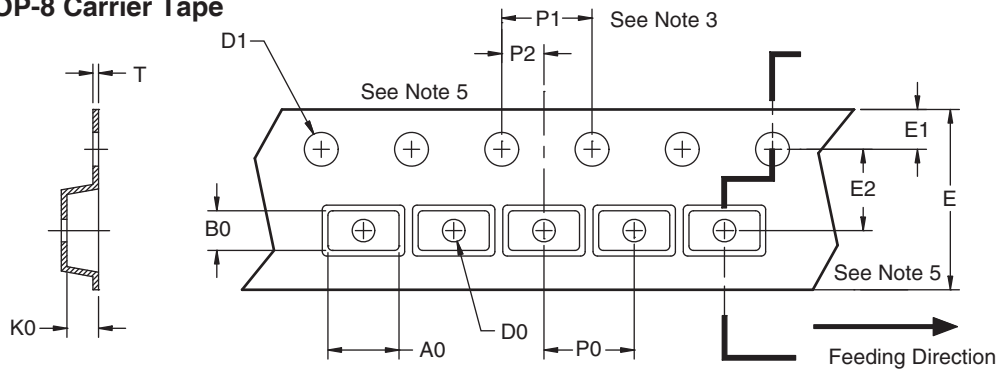 OP-8 Carrier Tape
P1
See Note 3
D1
P2
T
See Note 5
E1
E2
E
B0
See Note 5
K0
A0
D0
P0
Feeding Direction